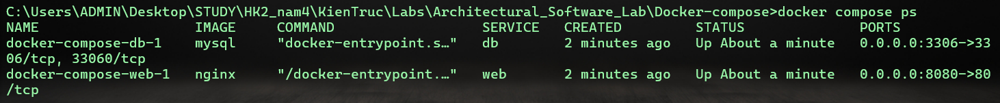 C:\Users\ADMIN\Desktop\STUDY\HK2_nam4\KienTruc\Labs\Architectural_Software_Lab\Docker-compose>docker compose ps
NAME                   IMAGE     COMMAND                  SERVICE   CREATED         STATUS              PORTS
docker-compose-db-1    mysql     "docker-entrypoint.s…"   db        2 minutes ago   Up About a minute   0.0.0.0:3306->33
06/tcp, 33060/tcp
docker-compose-web-1   nginx     "/docker-entrypoint.…"   web       2 minutes ago   Up About a minute   0.0.0.0:8080->80
/tcp